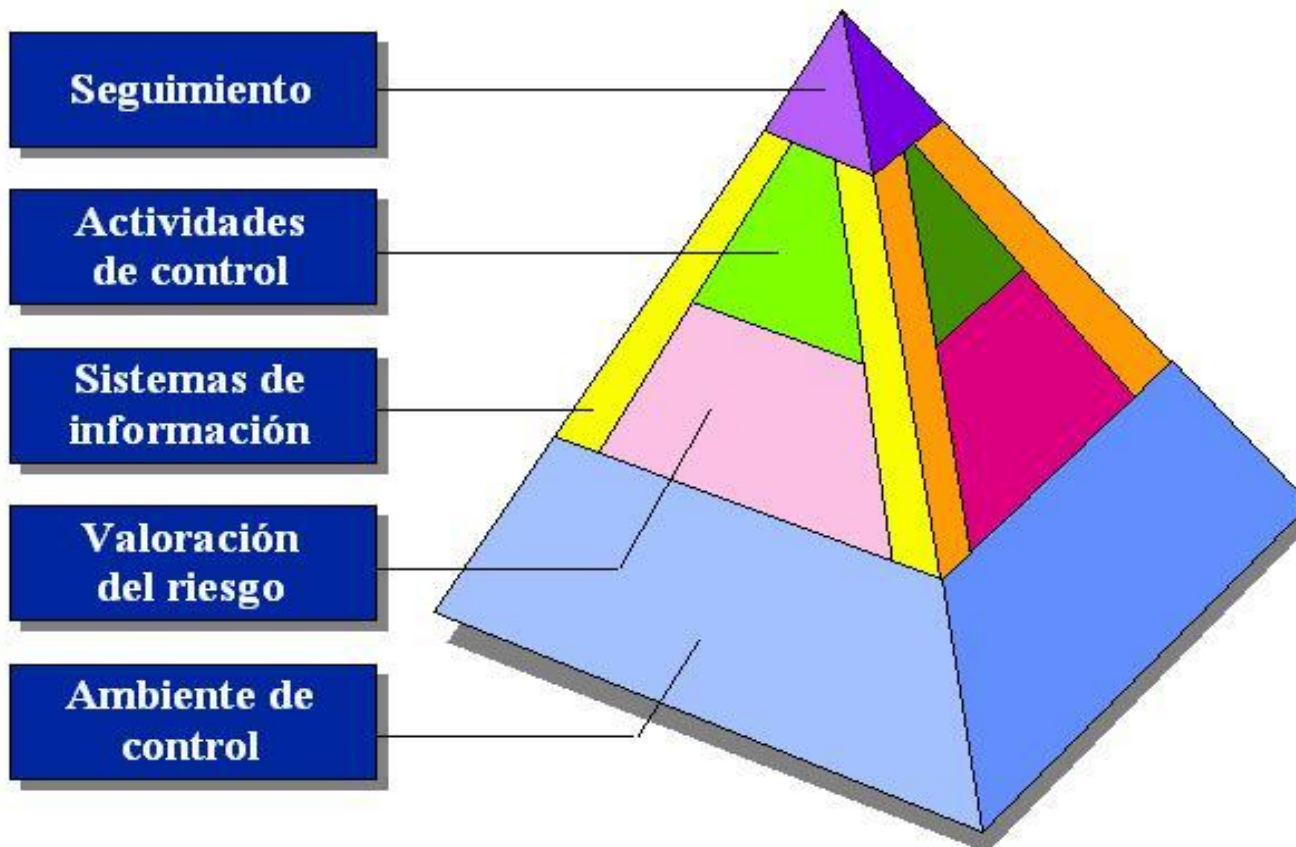 Seguimiento
Actividades
de control
Sistemas de
información
Valoración
del riesgo
Ambiente de
control